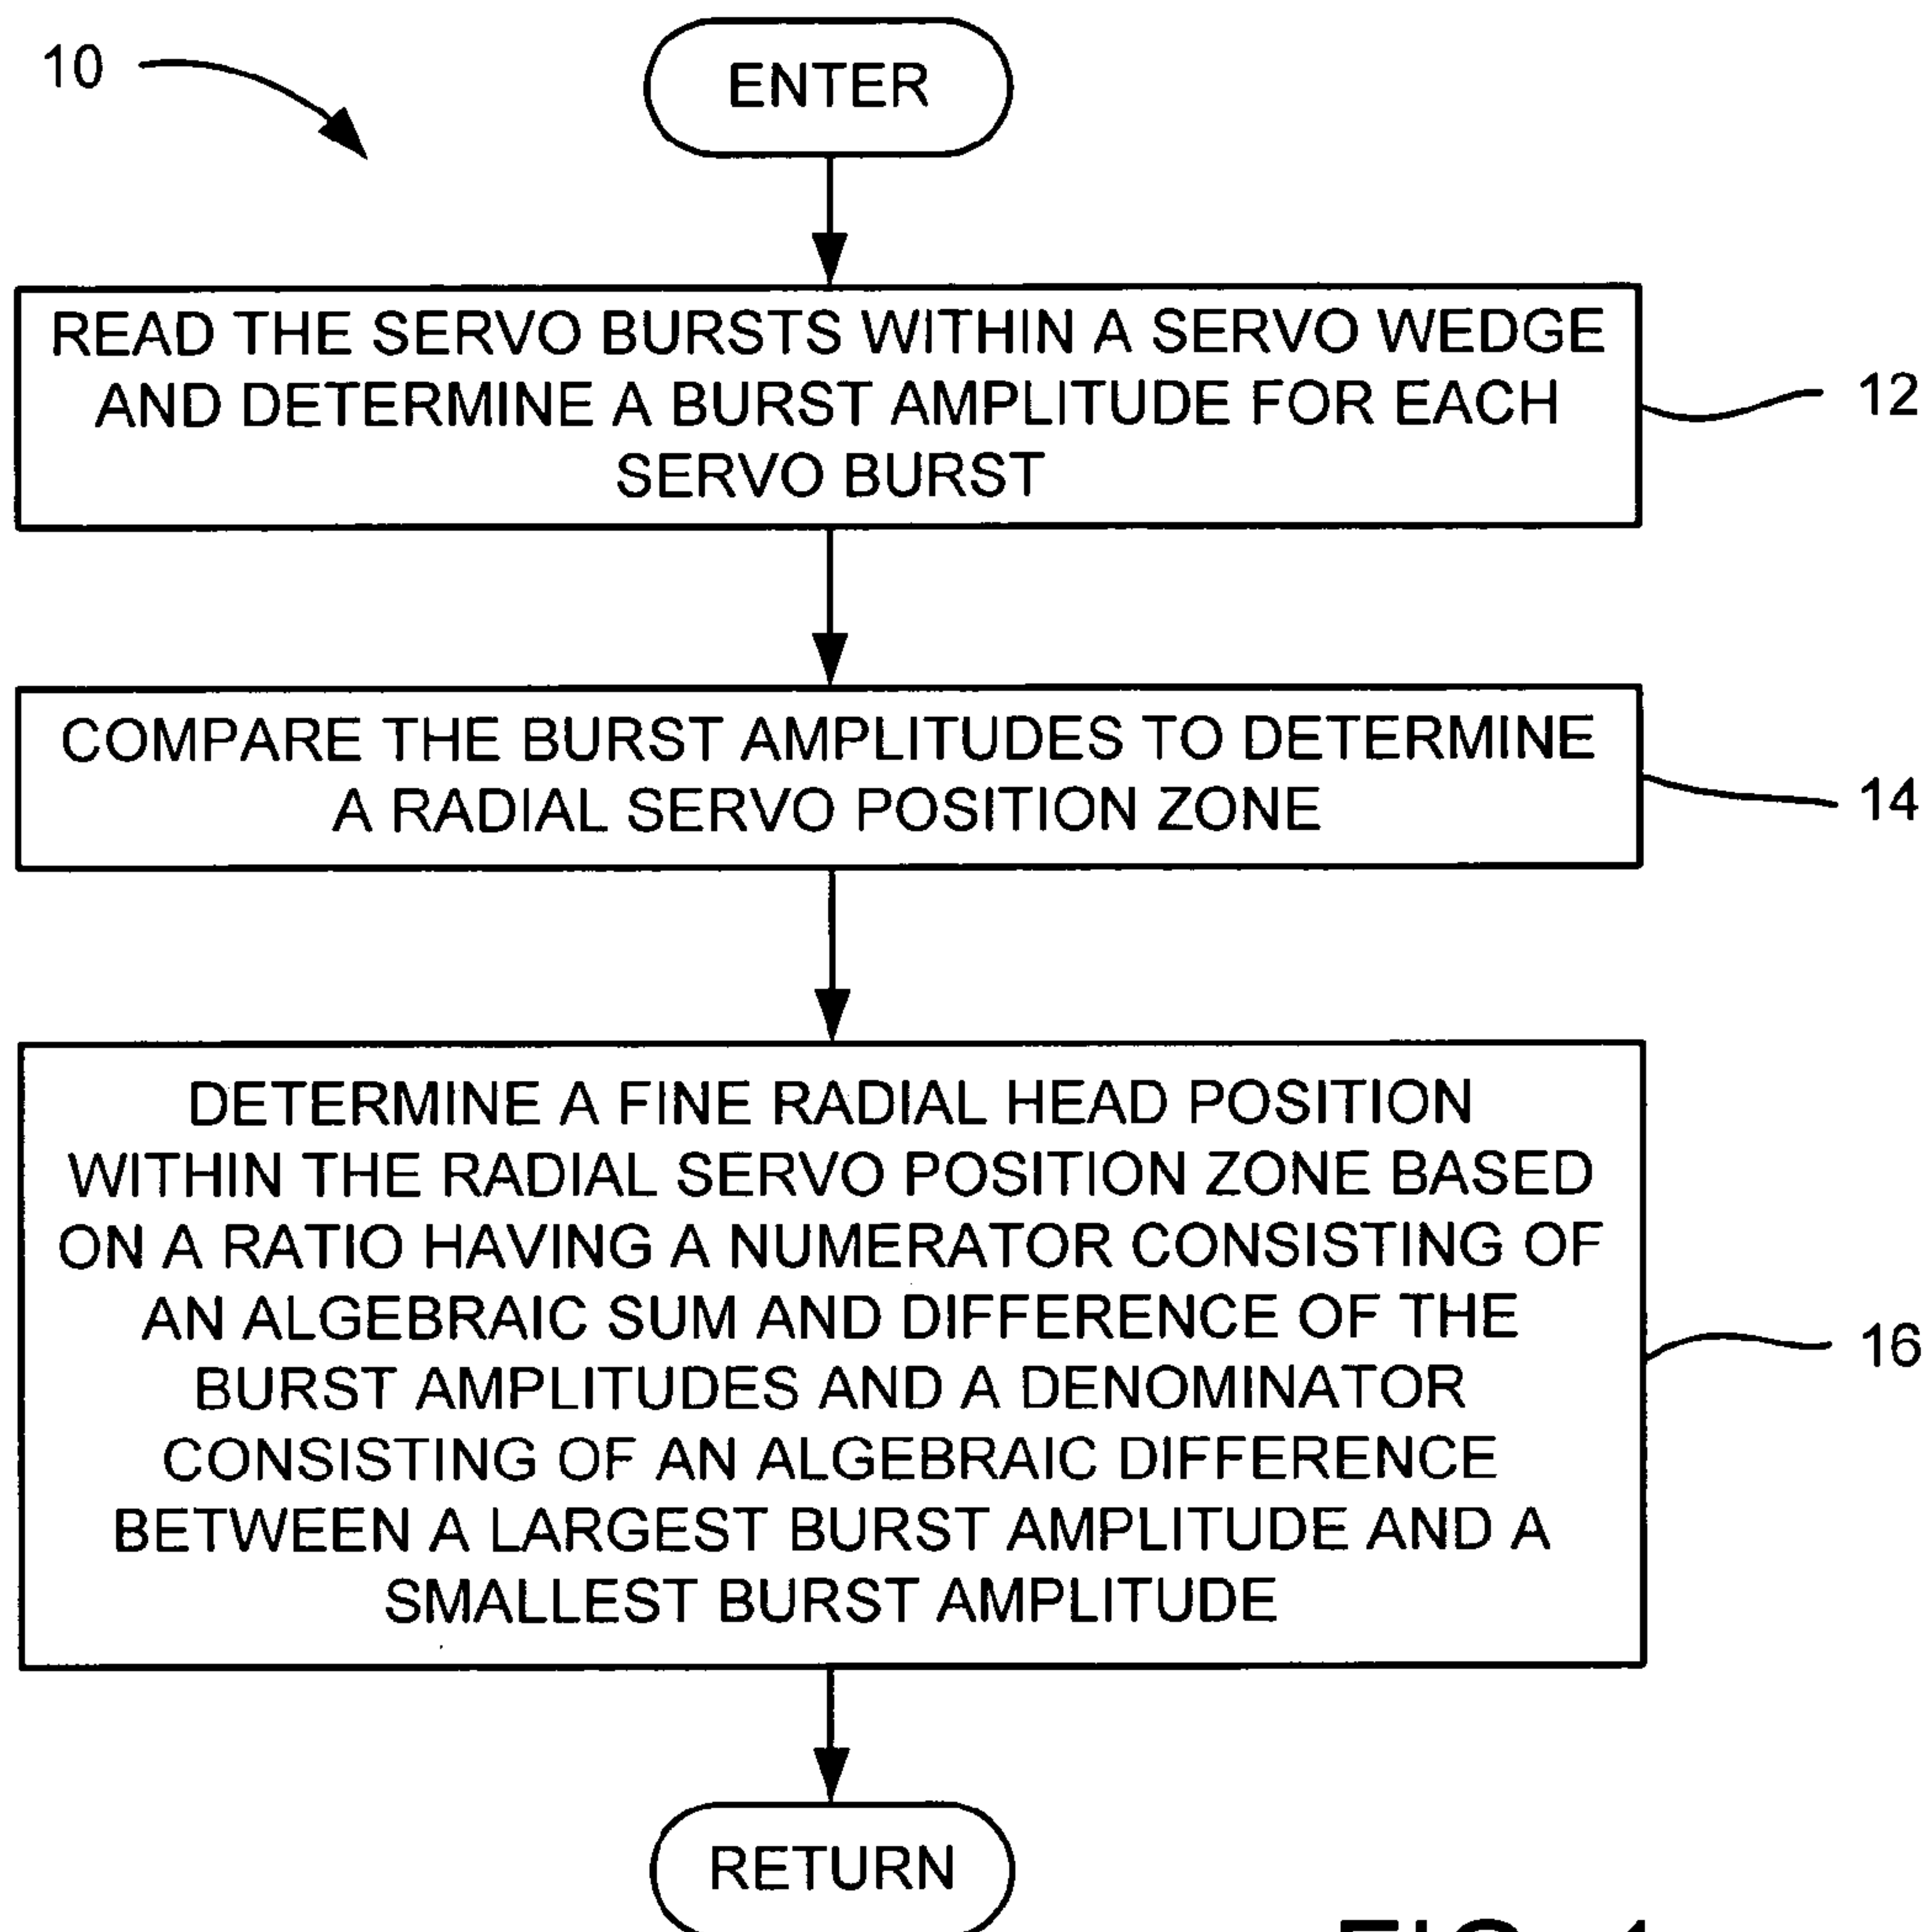 10
ENTER
READ THE SERVO BURSTS WITHIN A SERVO WEDGE
AND DETERMINE A BURST AMPLITUDE FOR EACH
SERVO BURST
12
COMPARE THE BURST AMPLITUDES TO DETERMINE
A RADIAL SERVO POSITION ZONE
14
DETERMINE A FINE RADIAL HEAD POSITION
WITHIN THE RADIAL SERVO POSITION ZONE BASED
ON A RATIO HAVING A NUMERATOR CONSISTING OF
AN ALGEBRAIC SUM AND DIFFERENCE OF THE
BURST AMPLITUDES AND A DENOMINATOR
CONSISTING OF AN ALGEBRAIC DIFFERENCE
BETWEEN A LARGEST BURST AMPLITUDE AND A
SMALLEST BURST AMPLITUDE
16
RETURN